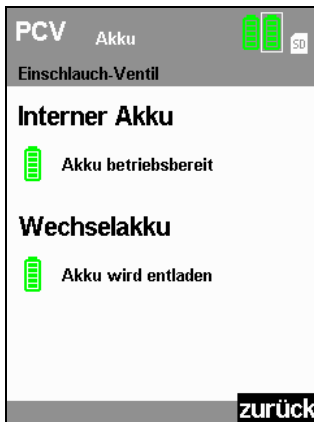 PCV Akku SD
Einschlauch-Ventil
Interner Akku
Akku betriebsbereit
Wechselakku
Akku wird entladen
zurück